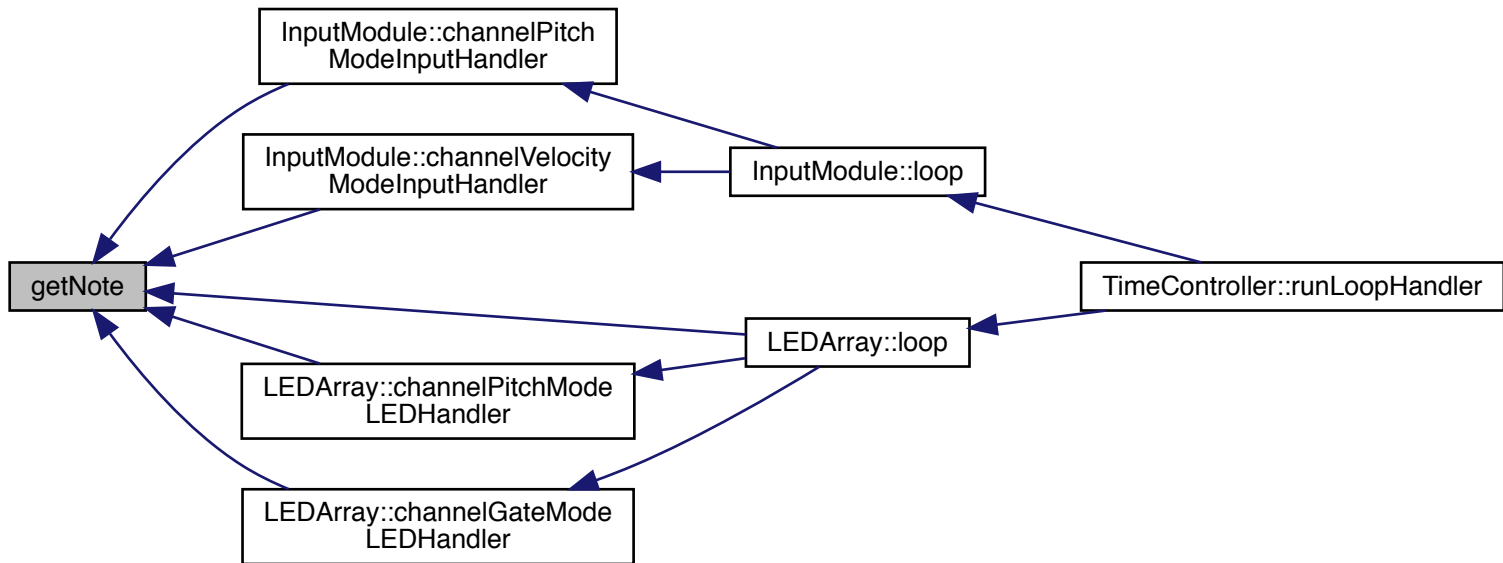 InputModule::channelPitch
ModeInputHandler
InputModule::channelVelocity
ModeInputHandler
InputModule::loop
getNote
TimeController::runLoopHandler
LEDArray::loop
LEDArray::channelPitchMode
LEDHandler
LEDArray::channelGateMode
LEDHandler